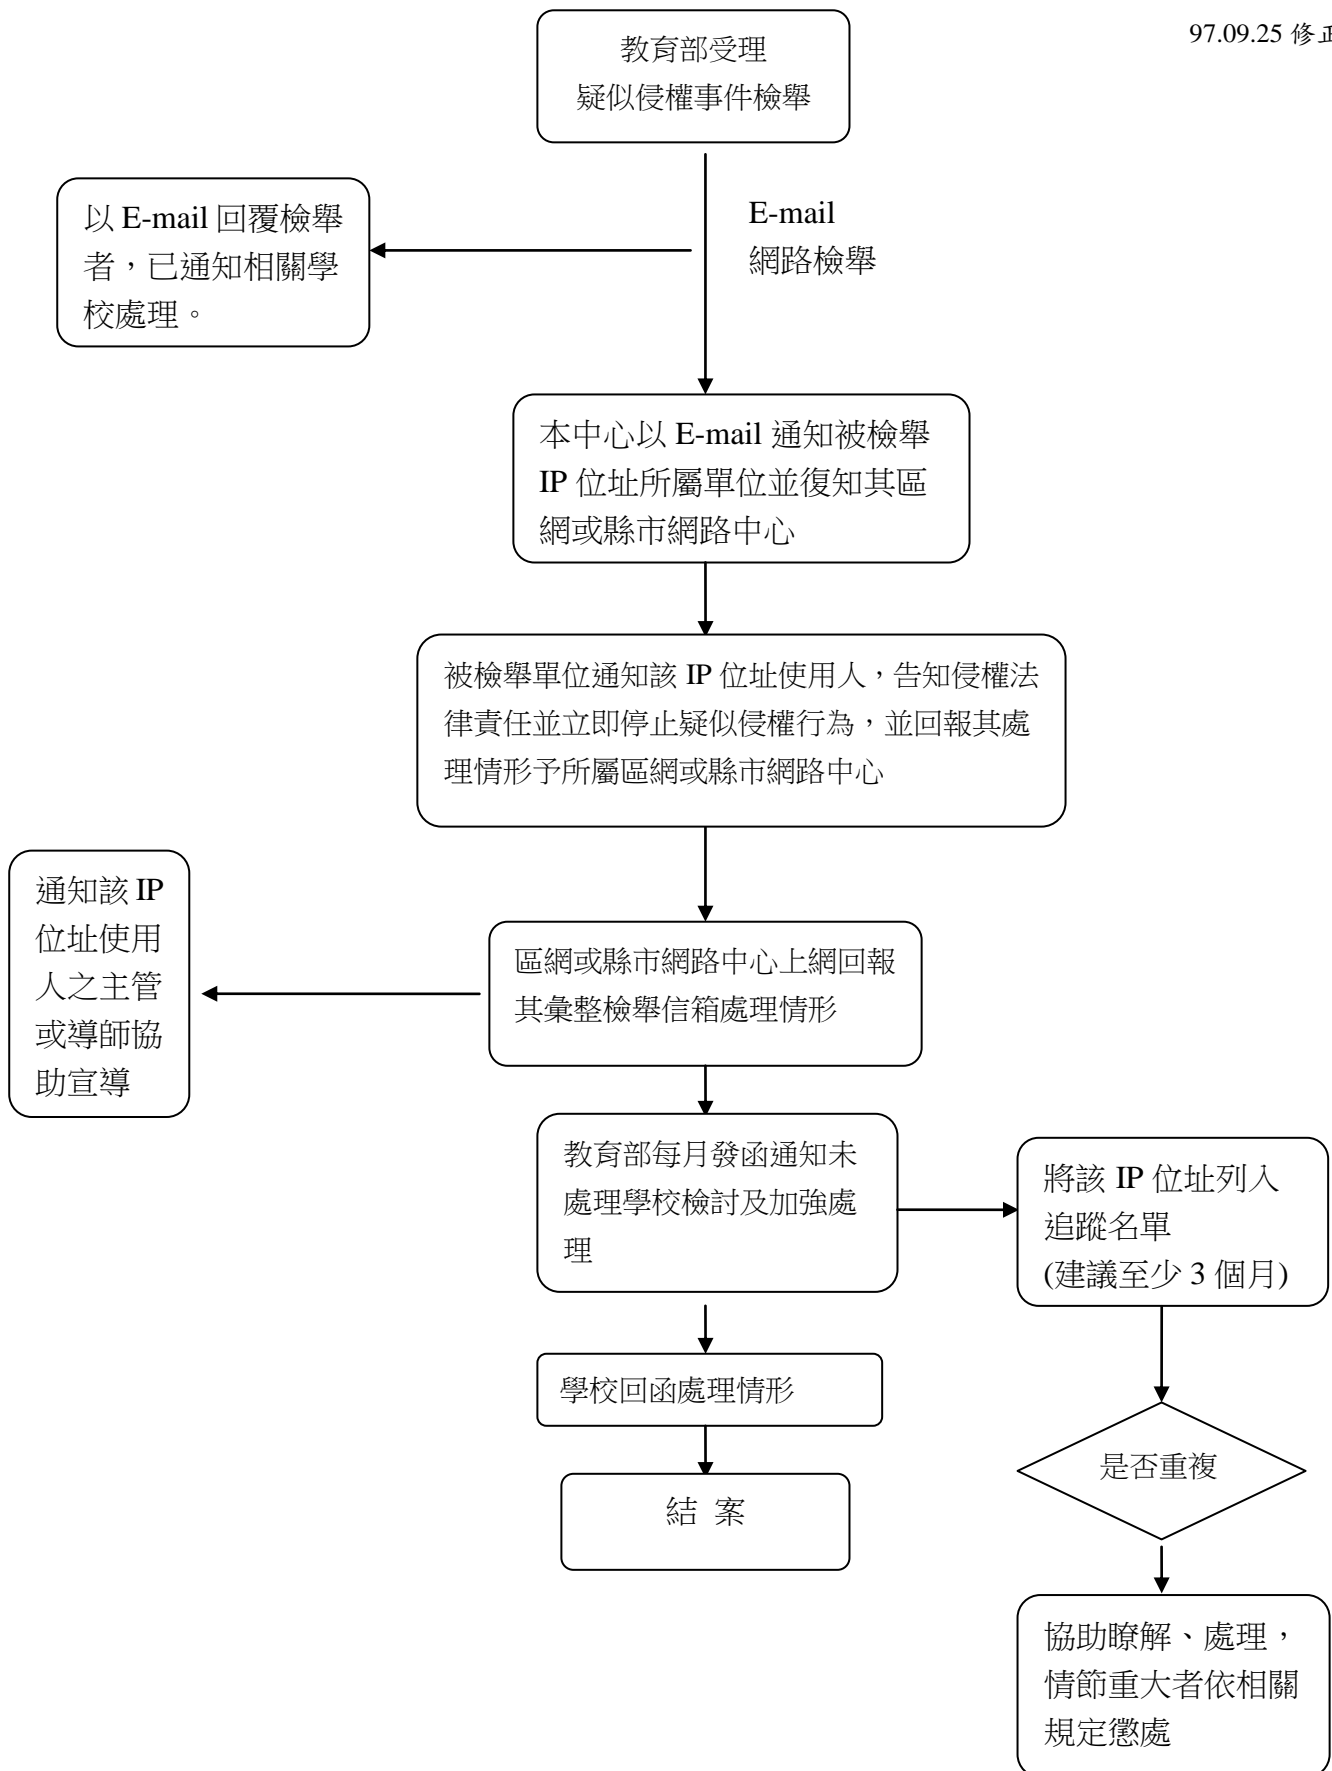 97.09.25 修正
教育部受理
疑似侵權事件檢舉
以 E-mail 回覆檢舉
者，已通知相關學
校處理。
E-mail
網路檢舉
本中心以 E-mail 通知被檢舉
IP 位址所屬單位並復知其區
網或縣市網路中心
被檢舉單位通知該 IP 位址使用人，告知侵權法
律責任並立即停止疑似侵權行為，並回報其處
理情形予所屬區網或縣市網路中心
通知該 IP
位址使用
人之主管
或導師協
助宣導
區網或縣市網路中心上網回報
其彙整檢舉信箱處理情形
教育部每月發函通知未
處理學校檢討及加強處
理
將該 IP 位址列入
追蹤名單
(建議至少 3 個月)
學校回函處理情形
是否重複
結 案
協助瞭解、處理，
情節重大者依相關
規定懲處